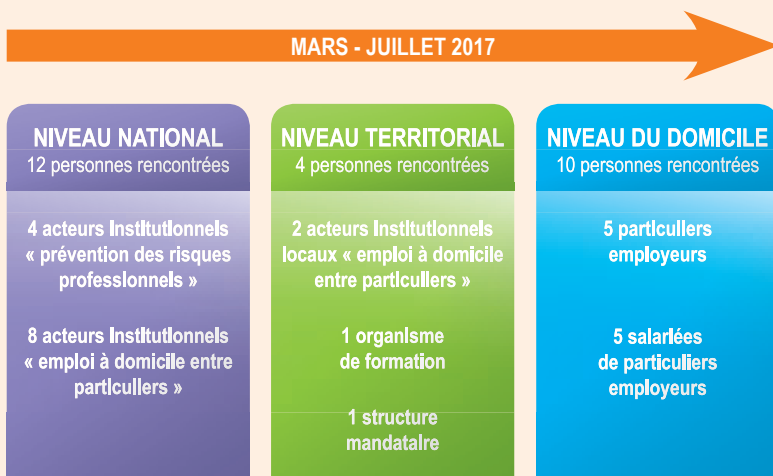 MARS - JUILLET 2017
NIVEAU NATIONAL
12 personnes rencontrées
4 acteurs institutionnels
« prévention des risques
professionnels »
8 acteurs institutionnels
« emploi à domicile entre
particuliers »
NIVEAU TERRITORIAL
4 personnes rencontrées
2 acteurs institutionnels
locaux « emploi à domicile
entre particuliers »
1 organisme
de formation
1 structure
mandataire
NIVEAU DU DOMICILE
10 personnes rencontrées
5 particuliers
employeurs
5 salariées
de particuliers
employeurs